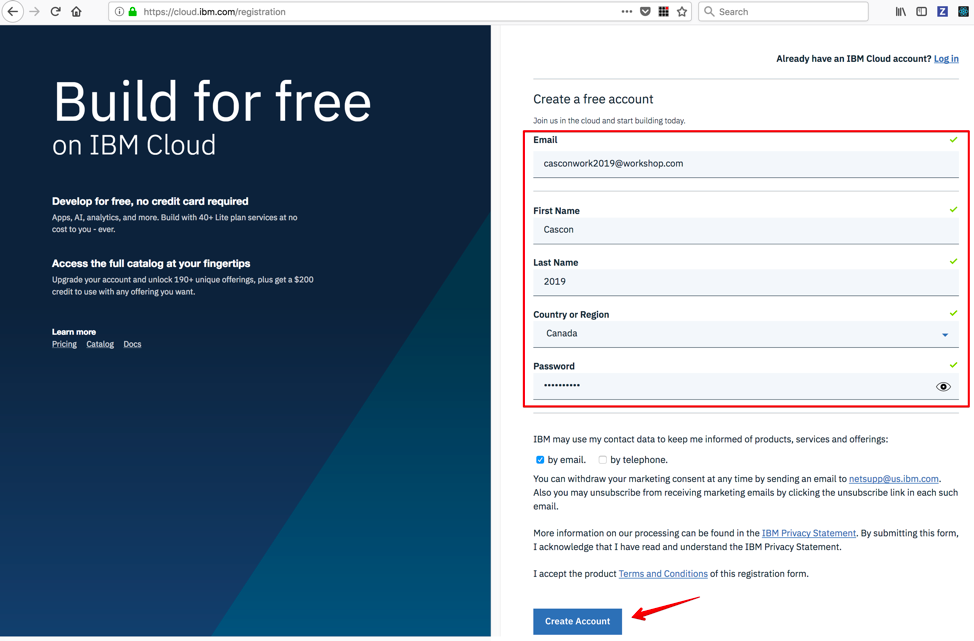 https://cloud.ibm.com/registration
Search
Build for free
on IBM Cloud
Develop for free, no credit card required
Apps, AI, analytics, and more. Build with 40+ Lite plan services at no
cost to you - ever.
Access the full catalog at your fingertips
Upgrade your account and unlock 190+ unique offerings, plus get a $200
credit to use with any offering you want.
Learn more
Pricing Catalog Docs
Already have an IBM Cloud account? Log in
Create a free account
Join us in the cloud and start building today.
Email
casconwork2019@workshop.com
First Name
Cascon
Last Name
2019
Country or Region
Canada
Password
••••••••••
IBM may use my contact data to keep me informed of products, services and offerings:
by email. by telephone.
You can withdraw your marketing consent at any time by sending an email to netsupp@us.ibm.com.
Also you may unsubscribe from receiving marketing emails by clicking the unsubscribe link in each such
email.
More information on our processing can be found in the IBM Privacy Statement. By submitting this form,
I acknowledge that I have read and understand the IBM Privacy Statement.
I accept the product Terms and Conditions of this registration form.
Create Account